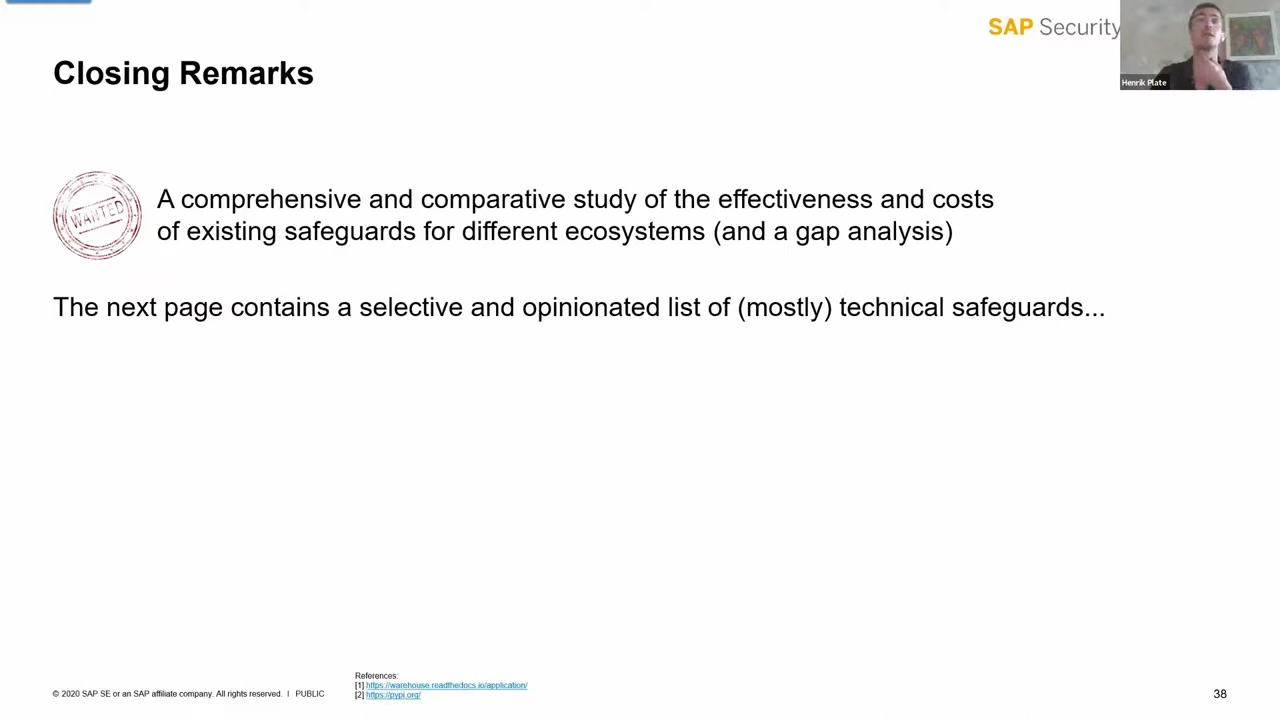 SAP Security
Henrik Plate
Closing Remarks
WANTED
A comprehensive and comparative study of the effectiveness and costs
of existing safeguards for different ecosystems (and a gap analysis)
The next page contains a selective and opinionated list of (mostly) technical safeguards...
References:
[1] https://warehouse.readthedocs.io/application/
[2] https://pypi.org/
© 2020 SAP SE or an SAP affiliate company. All rights reserved. I PUBLIC
38